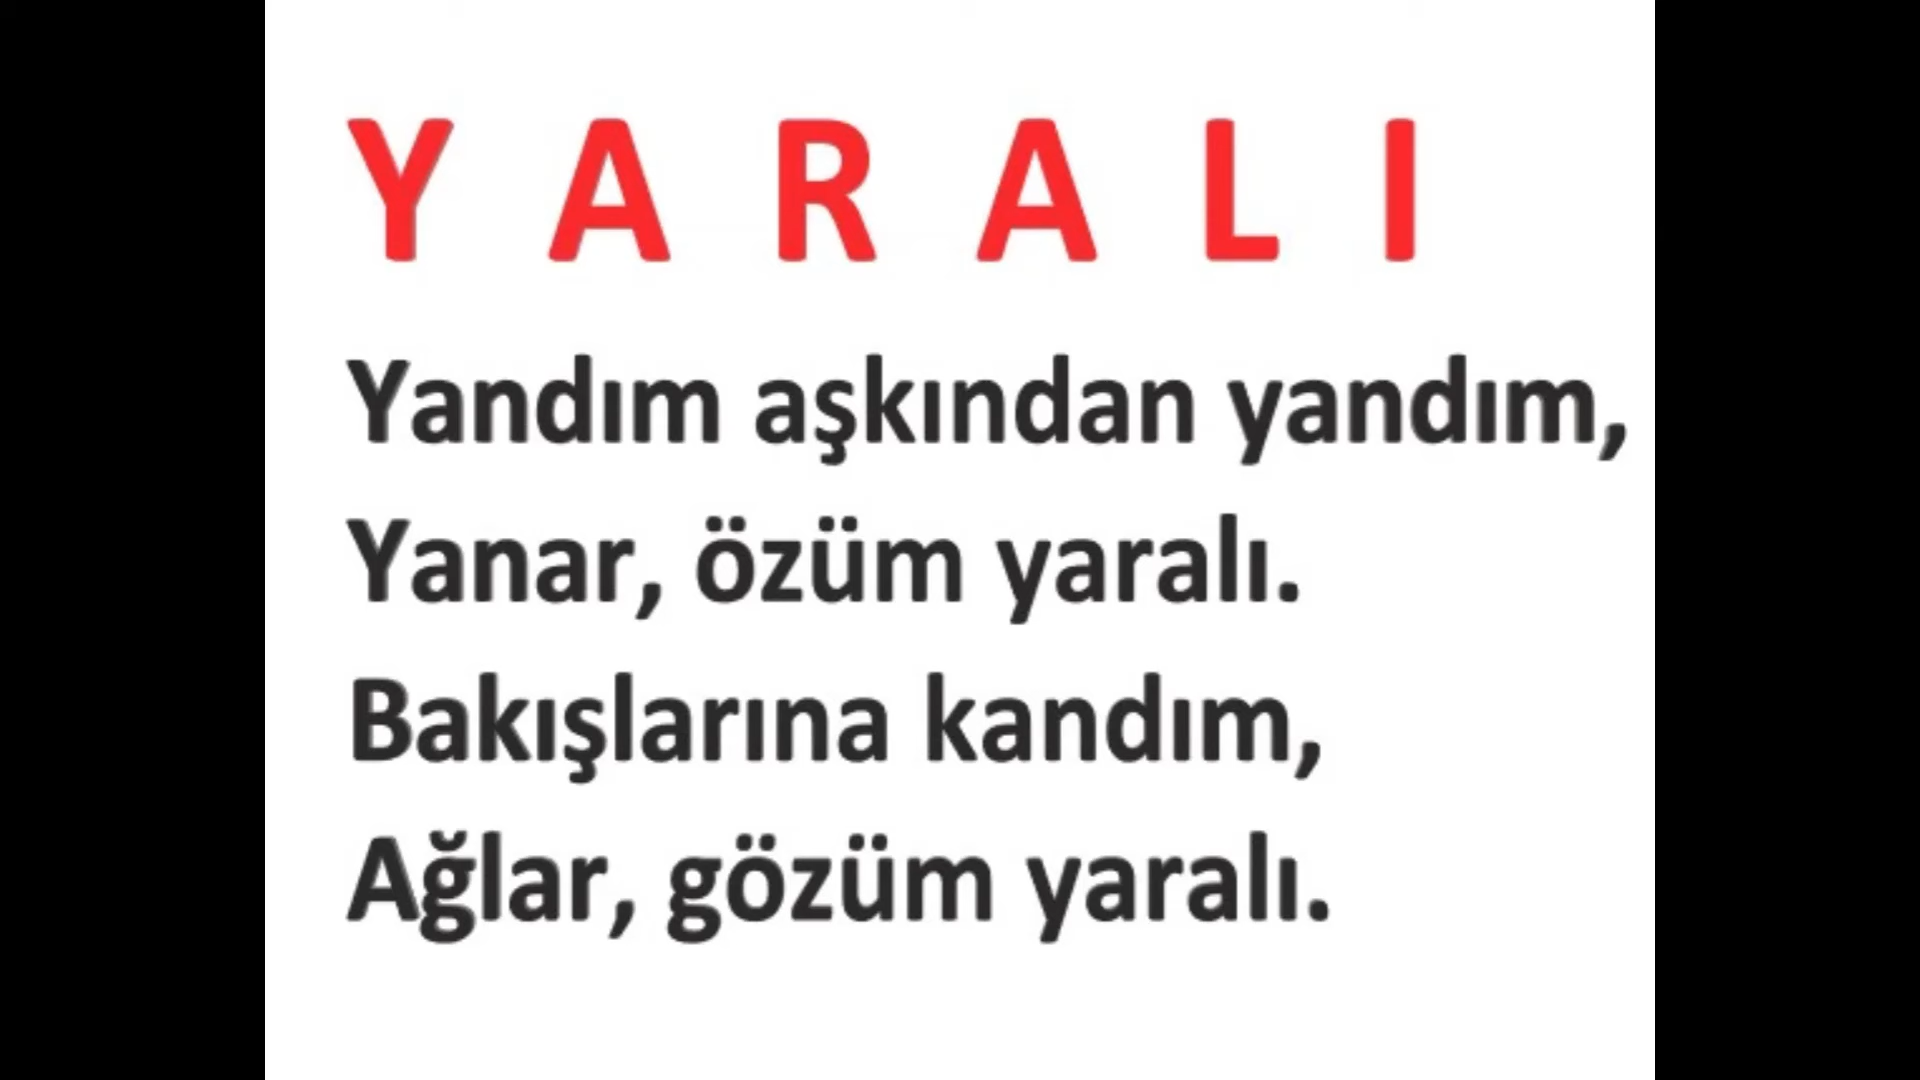 Y A R A L I
Yandım aşkından yandım,
Yanar, özüm yaralı.
Bakışlarına kandım,
Ağlar, gözüm yaralı.